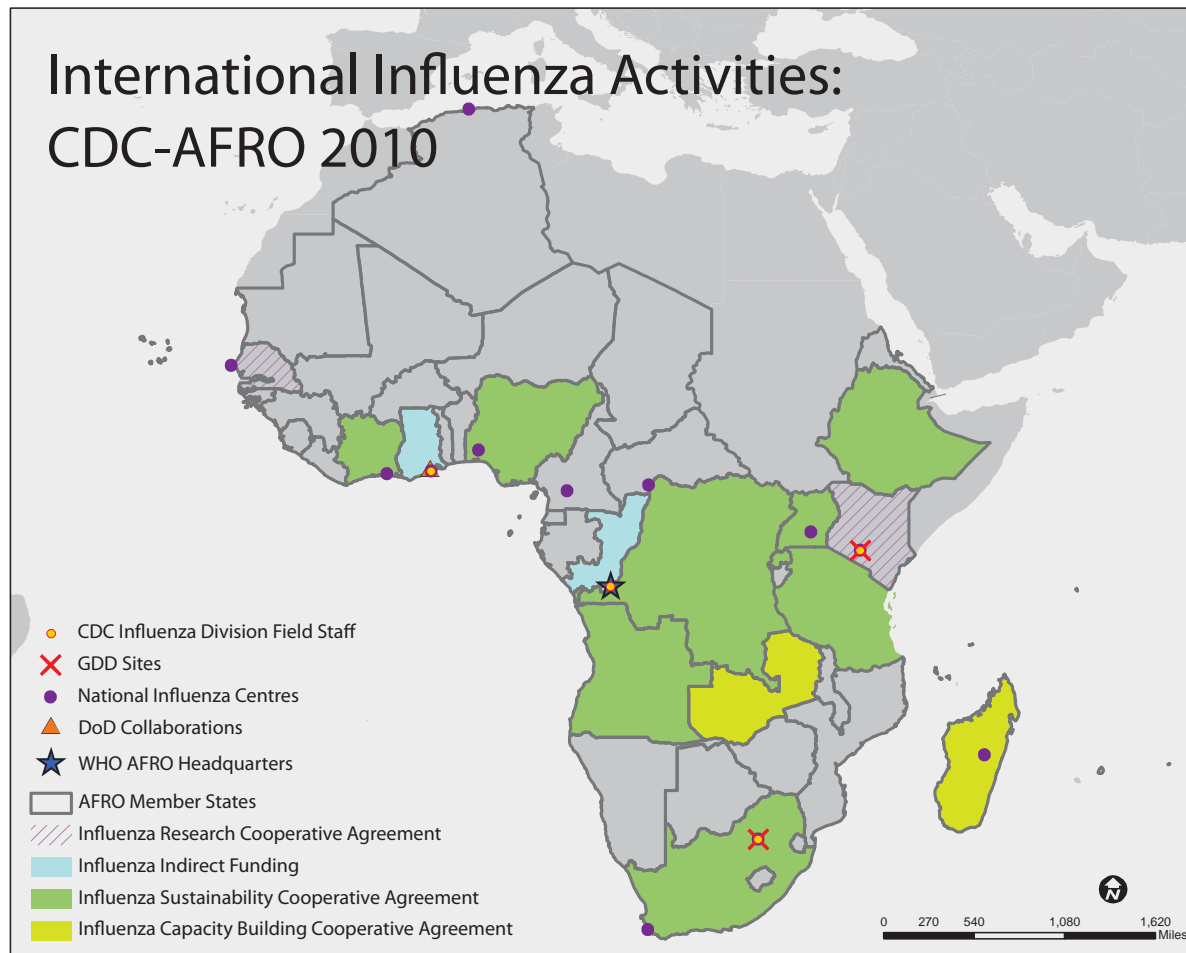 International Influenza Activities:
CDC-AFRO 2010
CDC Influenza Division Field Staff
GDD Sites
National Influenza Centres
DoD Collaborations
WHO AFRO Headquarters
AFRO Member States
Influenza Research Cooperative Agreement
Influenza Indirect Funding
Influenza Sustainability Cooperative Agreement
Influenza Capacity Building Cooperative Agreement
N
0 270 540 1,080 1,620
Miles